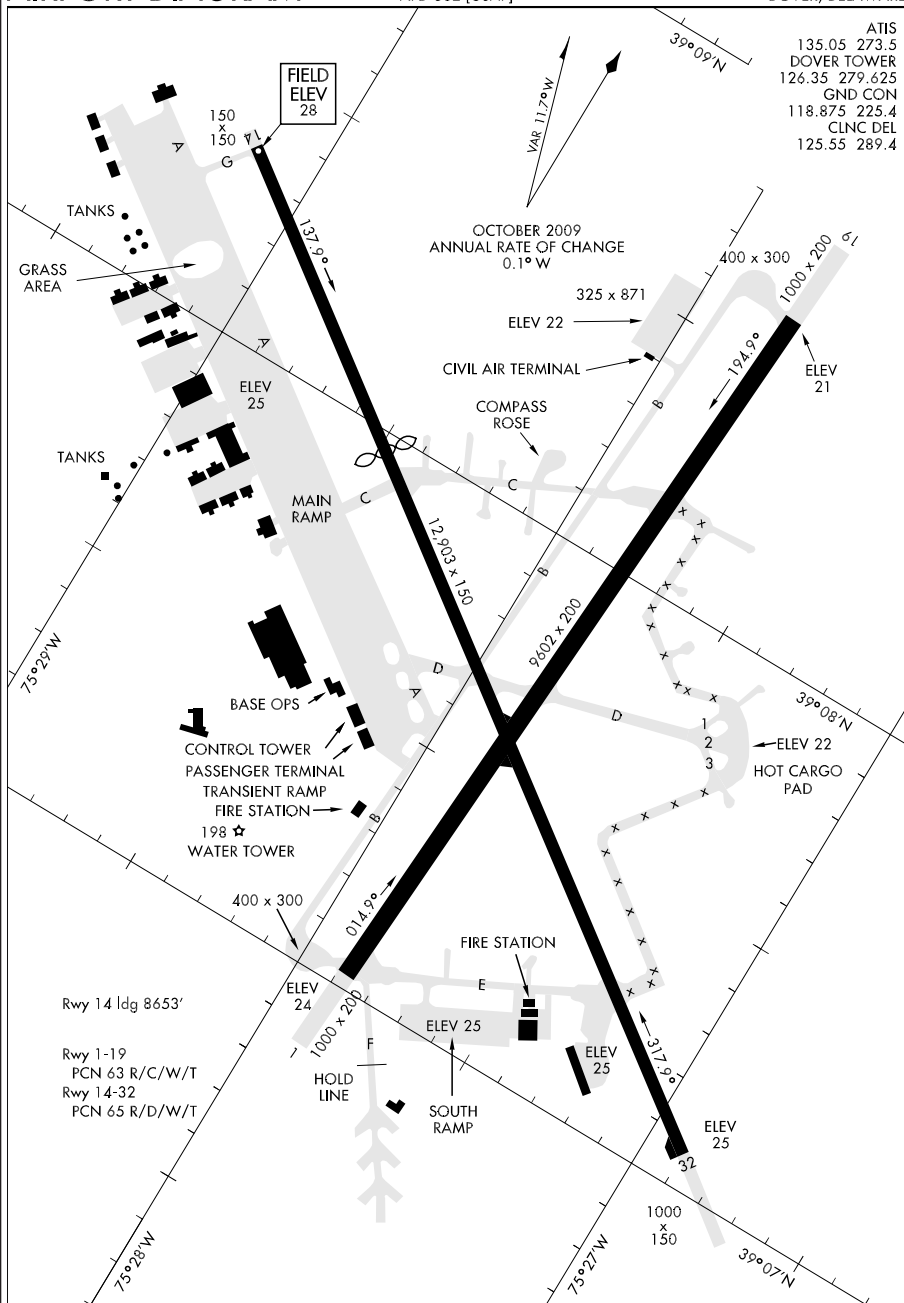 DOVER, DELAWARE
ATIS
135.05 273.5
DOVER TOWER
126.35 279.625
GND CON
118.875 225.4
CLNC DEL
125.55 289.4
39°09'N
VAR 11.7°W
FIELD
ELEV
28
150
x
150
14
A
G
TANKS
137.9°
OCTOBER 2009
ANNUAL RATE OF CHANGE
0.1° W
GRASS
AREA
400 x 300
1000 x 200
19
325 x 871
ELEV 22
A
CIVIL AIR TERMINAL
194.9°
ELEV
21
ELEV
25
B
COMPASS
ROSE
TANKS
MAIN
RAMP
C
C
12,903 x 150
B
9602 x 200
75°29'W
D
A
39°08'N
BASE OPS
D
1
2
3
ELEV 22
HOT CARGO
PAD
CONTROL TOWER
PASSENGER TERMINAL
TRANSIENT RAMP
FIRE STATION
B
198
WATER TOWER
400 x 300
014.9°
FIRE STATION
ELEV
24
E
1000 x 200
1
Rwy 14 ldg 8653'
ELEV 25
F
317.9°
ELEV
25
Rwy 1-19
PCN 63 R/C/W/T
Rwy 14-32
PCN 65 R/D/W/T
HOLD
LINE
SOUTH
RAMP
ELEV
25
32
1000
x
150
75°28'W
75°27'W
39°07'N